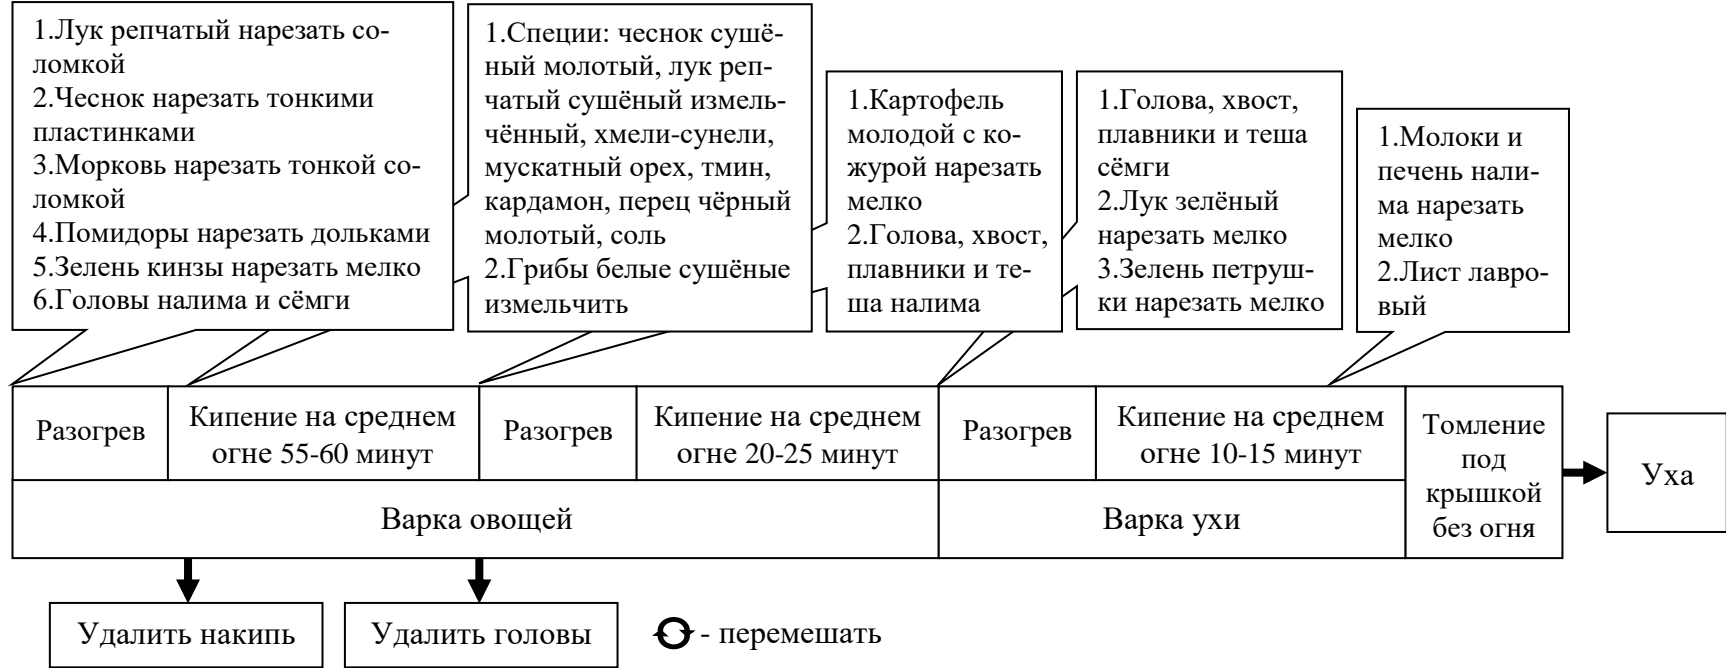 1.Лук репчатый нарезать со-
ломкой
2.Чеснок нарезать тонкими
пластинками
3.Морковь нарезать тонкой со-
ломкой
4.Помидоры нарезать дольками
5.Зелень кинзы нарезать мелко
6.Головы налима и сёмги
1.Специи: чеснок сушё-
ный молотый, лук реп-
чатый сушёный измель-
чённый, хмели-сунели,
мускатный орех, тмин,
кардамон, перец чёрный
молотый, соль
2.Грибы белые сушёные
измельчить
1.Картофель
молодой с ко-
журой нарезать
мелко
2.Голова, хвост,
плавники и те-
ша налима
1.Голова, хвост,
плавники и теша
сёмги
2.Лук зелёный
нарезать мелко
3.Зелень петруш-
ки нарезать мелко
1.Молоки и
печень нали-
ма нарезать
мелко
2.Лист лавро-
вый
Разогрев
Кипение на среднем
огне 55-60 минут
Разогрев
Кипение на среднем
огне 20-25 минут
Разогрев
Кипение на среднем
огне 10-15 минут
Томление
под
крышкой
без огня
Уха
Варка овощей
Варка ухи
Удалить накипь
Удалить головы
- перемешать